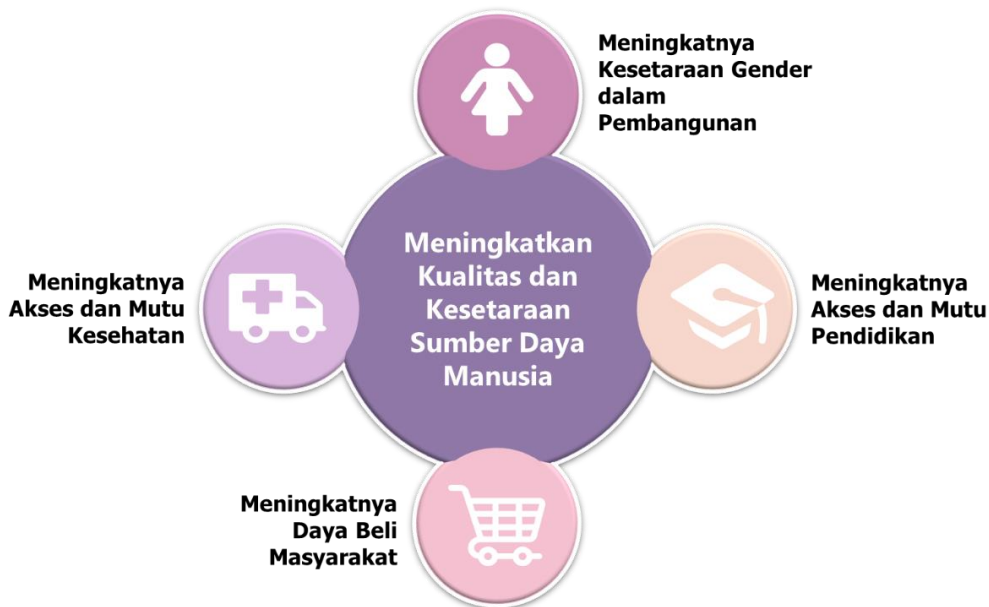 Meningkatnya
Kesetaraan Gender
dalam
Pembangunan
Meningkatkan
Kualitas dan
Kesetaraan
Sumber Daya
Manusia
Meningkatnya
Akses dan Mutu
Kesehatan
Meningkatnya
Akses dan Mutu
Pendidikan
Meningkatnya
Daya Beli
Masyarakat